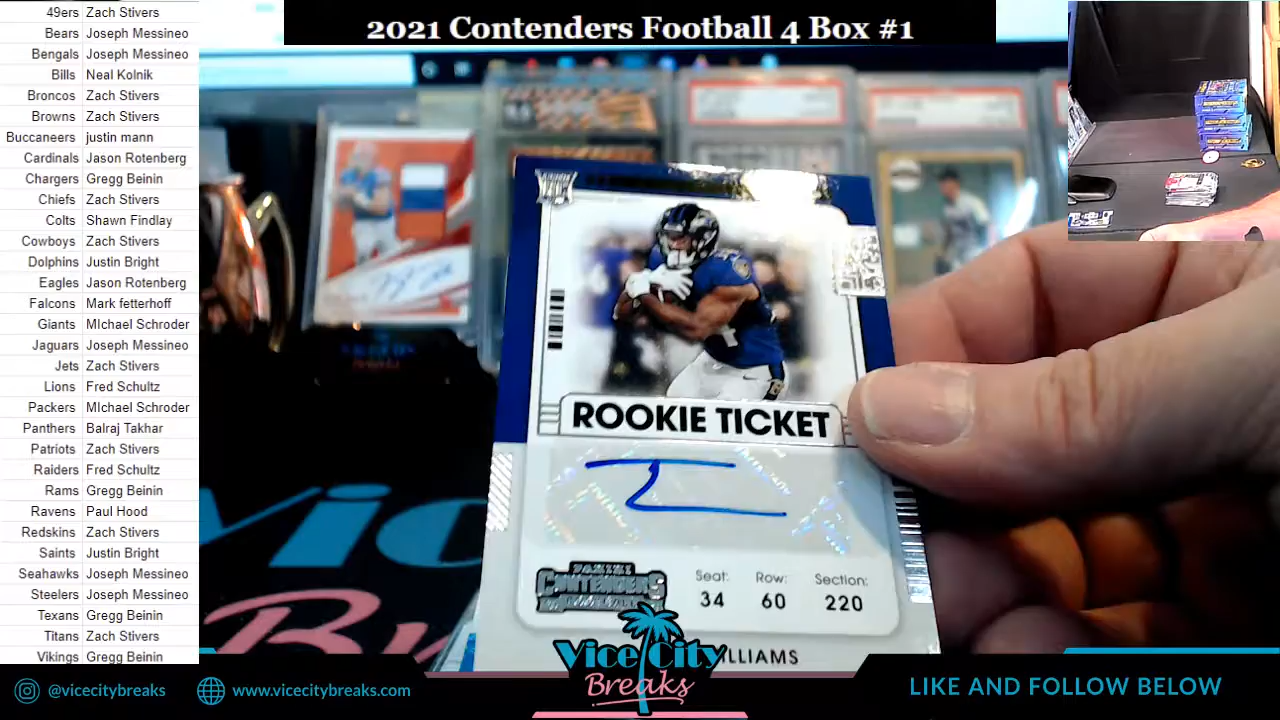 2021 Contenders Football 4 Box #1
49ers Zach Stivers
Bears Joseph Messineo
Bengals Joseph Messineo
Bills Neal Kolnik
Broncos Zach Stivers
Browns Zach Stivers
Buccaneers justin mann
Cardinals Jason Rotenberg
Chargers Gregg Beinin
Chiefs Zach Stivers
Colts Shawn Findlay
Cowboys Zach Stivers
Dolphins Justin Bright
Eagles Jason Rotenberg
Falcons Mark fetterhoff
Giants MIchael Schroder
Jaguars Joseph Messineo
Jets Zach Stivers
Lions Fred Schultz
Packers MIchael Schroder
Panthers Balraj Takhar
Patriots Zach Stivers
Raiders Fred Schultz
Rams Gregg Beinin
Ravens Paul Hood
Redskins Zach Stivers
Saints Justin Bright
Seahawks Joseph Messineo
Steelers Joseph Messineo
Texans Gregg Beinin
Titans Zach Stivers
Vikings Gregg Beinin
ROOKIE TICKET
PANINI
CONTENDERS
FOOTBALL
Seat: Row: Section:
34 60 220
ILLIAMS
Vice City
Breaks
@vicecitybreaks
www.vicecitybreaks.com
LIKE AND FOLLOW BELOW